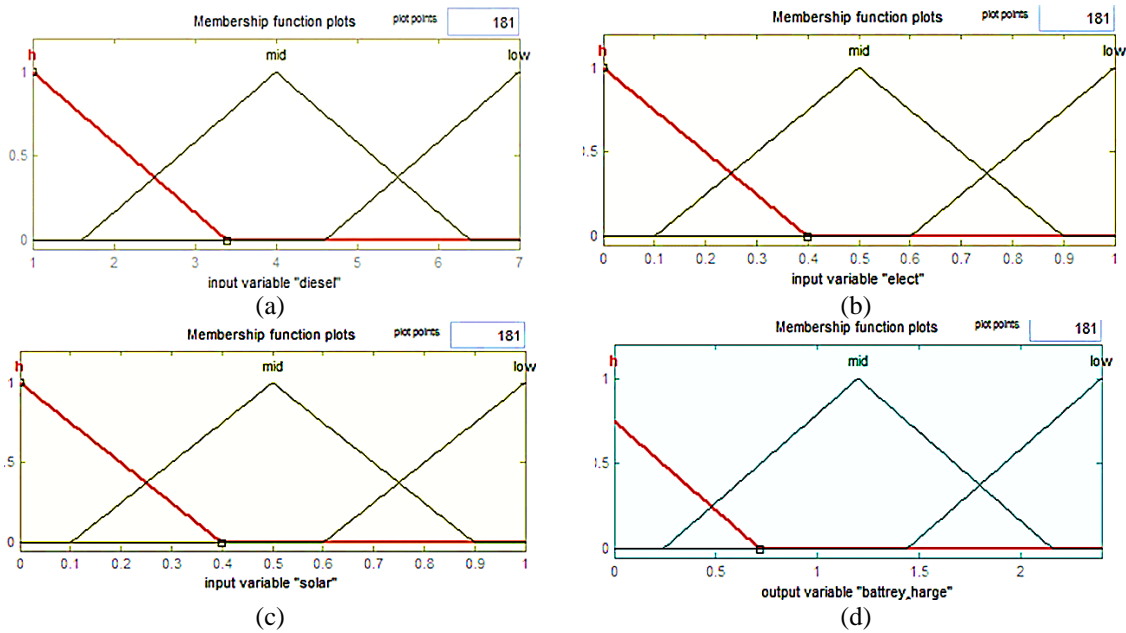 Membership function plots plot points 181
h mid low
1
0.5
0
1 2 3 4 5 6 7
input variable "diesel"
(a)
Membership function plots plot points 181
h mid low
1
).5
0
0 0.1 0.2 0.3 0.4 0.5 0.6 0.7 0.8 0.9 1
input variable "elect"
(b)
Membership function plots plot points 181
h mid low
1
.5
0
0 0.1 0.2 0.3 0.4 0.5 0.6 0.7 0.8 0.9 1
input variable "solar"
(c)
Membership function plots plot points 181
h mid low
1
).5
0
0 0.5 1 1.5 2
output variable "battrey_harge"
(d)